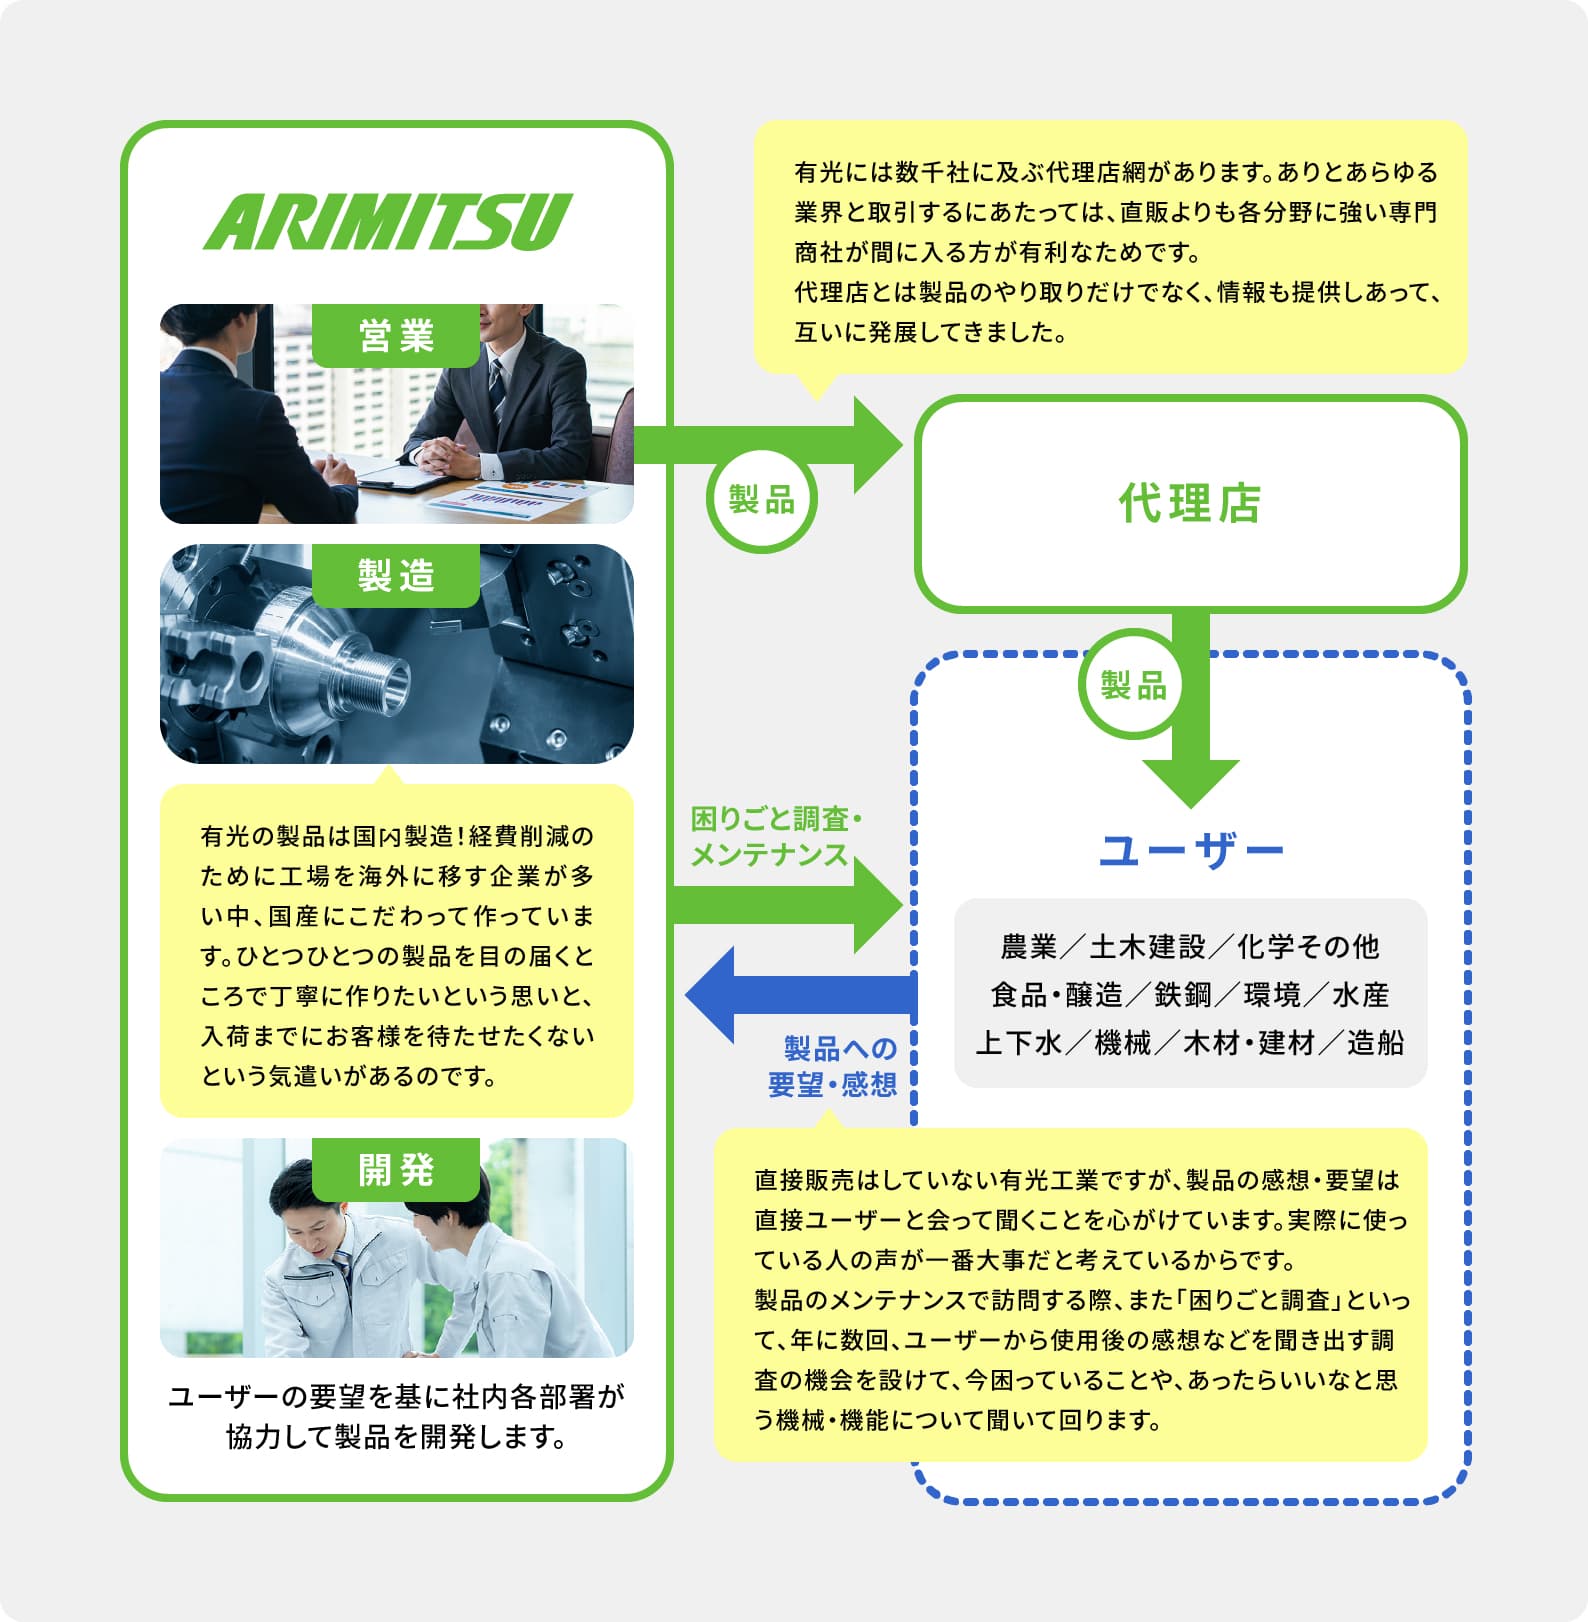 ARIMITSU
営業
製造
有光の製品は国内製造！経費削減の
ために工場を海外に移す企業が多
い中、国産にこだわって作っていま
す。ひとつひとつの製品を目の届くと
ころで丁寧に作りたいという思いと、
入荷までにお客様を待たせたくない
という気遣いがあるのです。
開発
ユーザーの要望を基に社内各部署が
協力して製品を開発します。
有光には数千社に及ぶ代理店網があります。ありとあらゆる
業界と取引するにあたっては、直販よりも各分野に強い専門
商社が間に入る方が有利なためです。
代理店とは製品のやり取りだけでなく、情報も提供しあって、
互いに発展してきました。
製品
代理店
製品
困りごと調査・
メンテナンス
製品への
要望・感想
ユーザー
農業／土木建設／化学その他
食品・醸造／鉄鋼／環境／水産
上下水／機械／木材・建材／造船
直接販売はしていない有光工業ですが、製品の感想・要望は
直接ユーザーと会って聞くことを心がけています。実際に使っ
ている人の声が一番大事だと考えているからです。
製品のメンテナンスで訪問する際、また「困りごと調査」といっ
て、年に数回、ユーザーから使用後の感想などを聞き出す調
査の機会を設けて、今困っていることや、あったらいいなと思
う機械・機能について聞いて回ります。